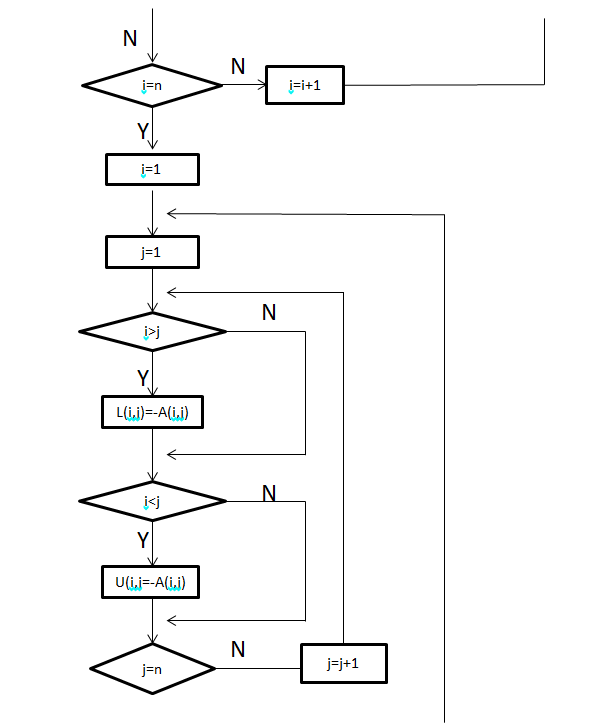 N
i=n
N
i=i+1
Y
i=1
j=1
i>j
N
Y
L(i,j)=-A(i,j)
i<j
N
Y
U(i,j=-A(i,j)
j=n
N
j=j+1